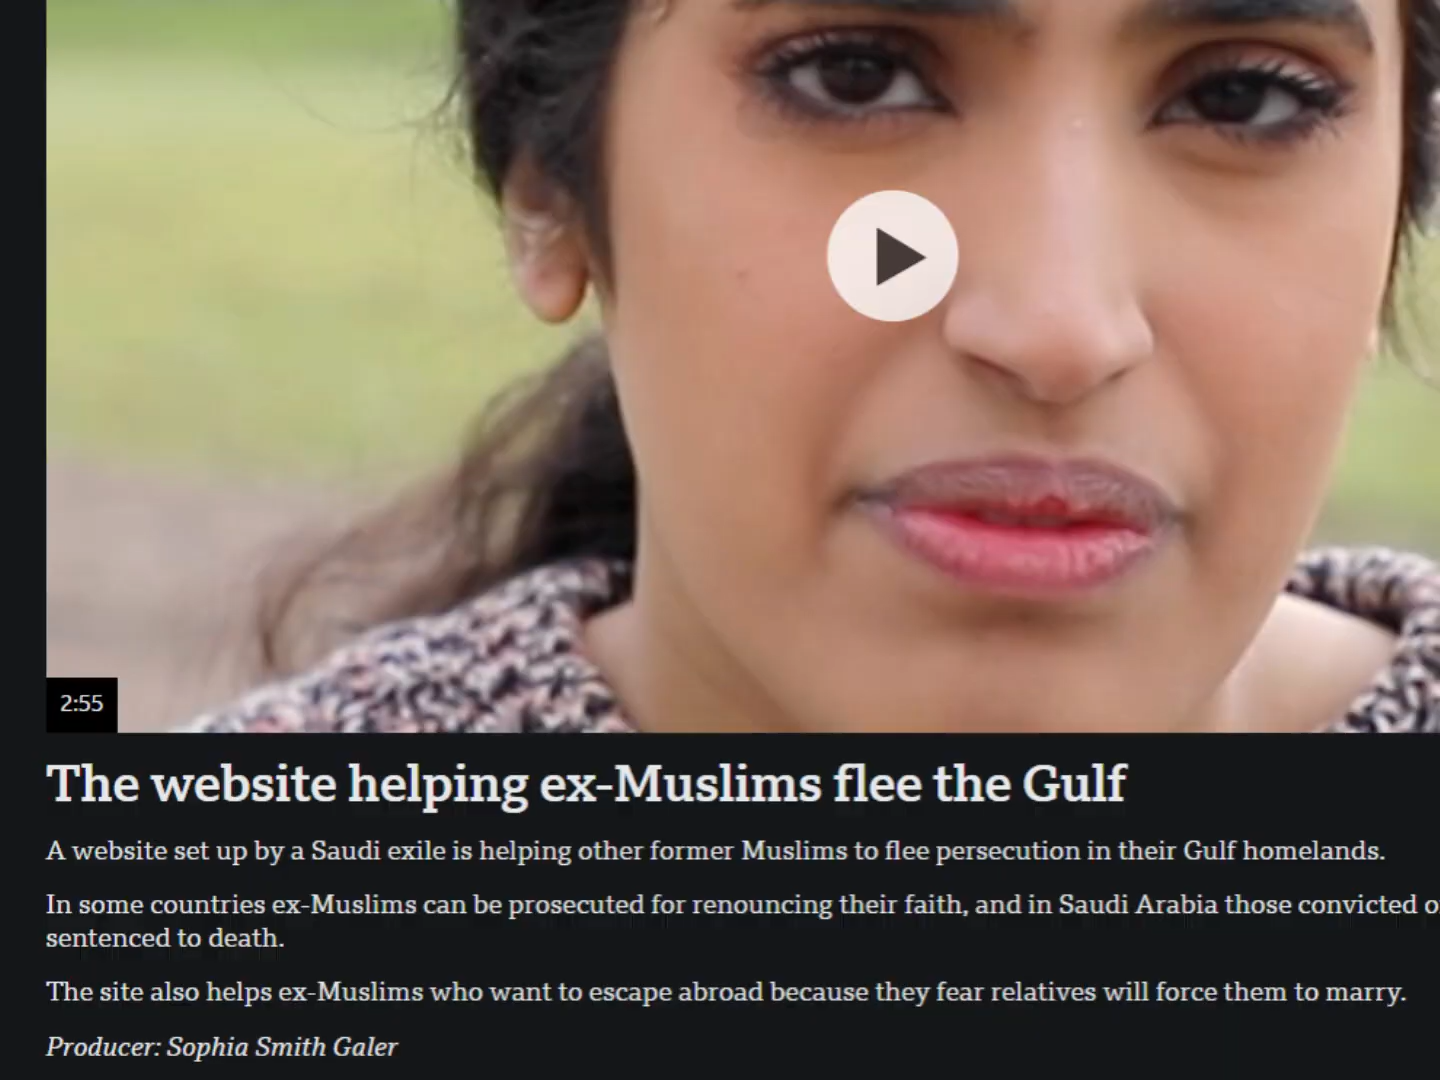 2:55
The website helping ex-Muslims flee the Gulf
A website set up by a Saudi exile is helping other former Muslims to flee persecution in their Gulf homelands.
In some countries ex-Muslims can be prosecuted for renouncing their faith, and in Saudi Arabia those convicted
sentenced to death.
The site also helps ex-Muslims who want to escape abroad because they fear relatives will force them to marry.
Producer: Sophia Smith Galer